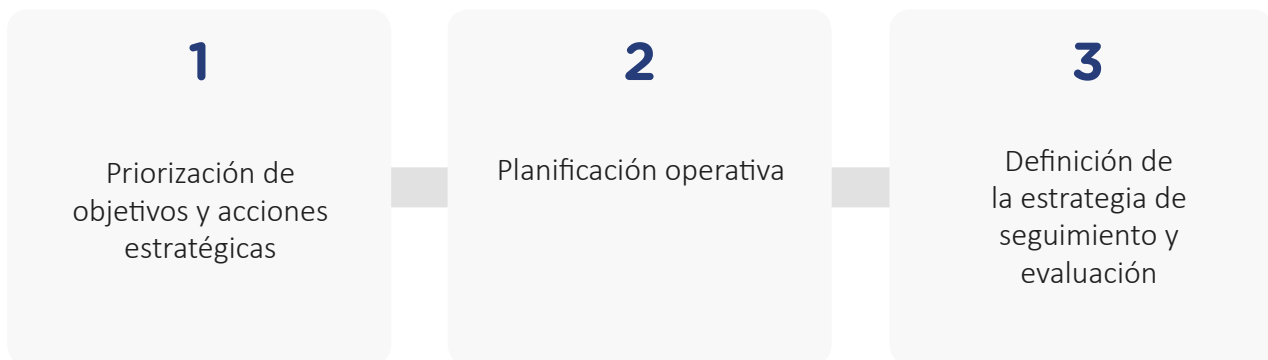 1
Priorización de
objetivos y acciones
estratégicas
2
Planificación operativa
3
Definición de
la estrategia de
seguimiento y
evaluación